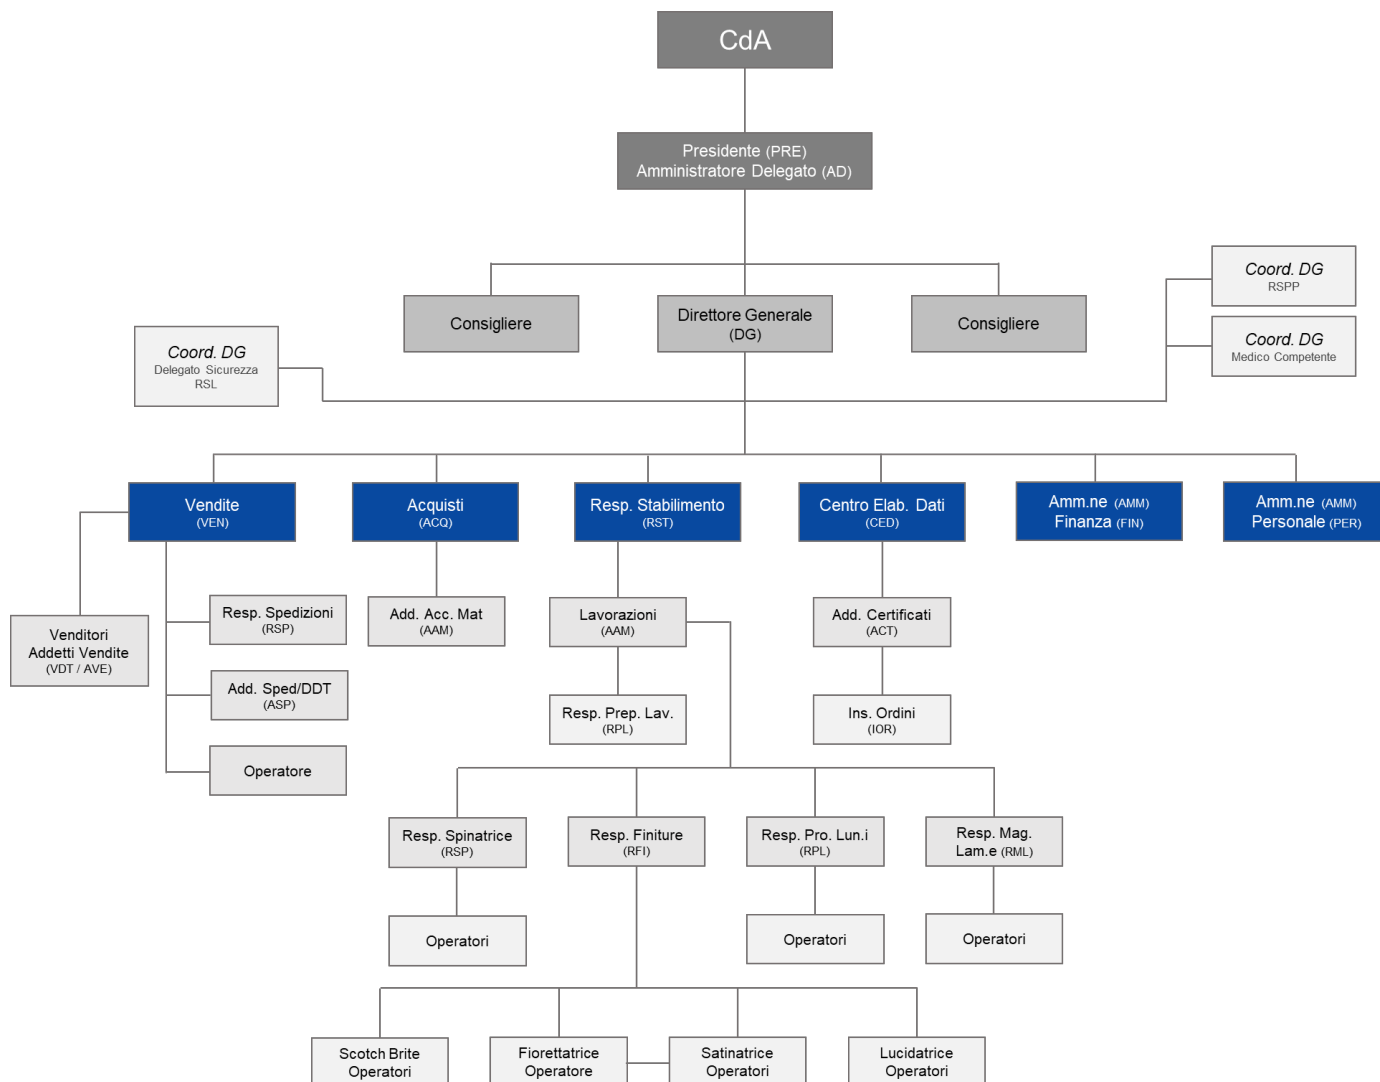 CdA
Presidente (PRE)
Amministratore Delegato (AD)
Coord. DG
RSPP
Consigliere
Direttore Generale
(DG)
Consigliere
Coord. DG
Delegato Sicurezza
RSL
Coord. DG
Medico Competente
Vendite
(VEN)
Acquisti
(ACQ)
Resp. Stabilimento
(RST)
Centro Elab. Dati
(CED)
Amm.ne (AMM)
Finanza (FIN)
Amm.ne (AMM)
Personale (PER)
Venditori
Addetti Vendite
(VDT / AVE)
Resp. Spedizioni
(RSP)
Add. Acc. Mat
(AAM)
Lavorazioni
(AAM)
Add. Certificati
(ACT)
Add. Sped/DDT
(ASP)
Resp. Prep. Lav.
(RPL)
Ins. Ordini
(IOR)
Operatore
Resp. Spinatrice
(RSP)
Resp. Finiture
(RFI)
Resp. Pro. Lun.i
(RPL)
Resp. Mag.
Lam.e (RML)
Operatori
Operatori
Operatori
Scotch Brite
Operatori
Fiorettatrice
Operatore
Satinatrice
Operatori
Lucidatrice
Operatori